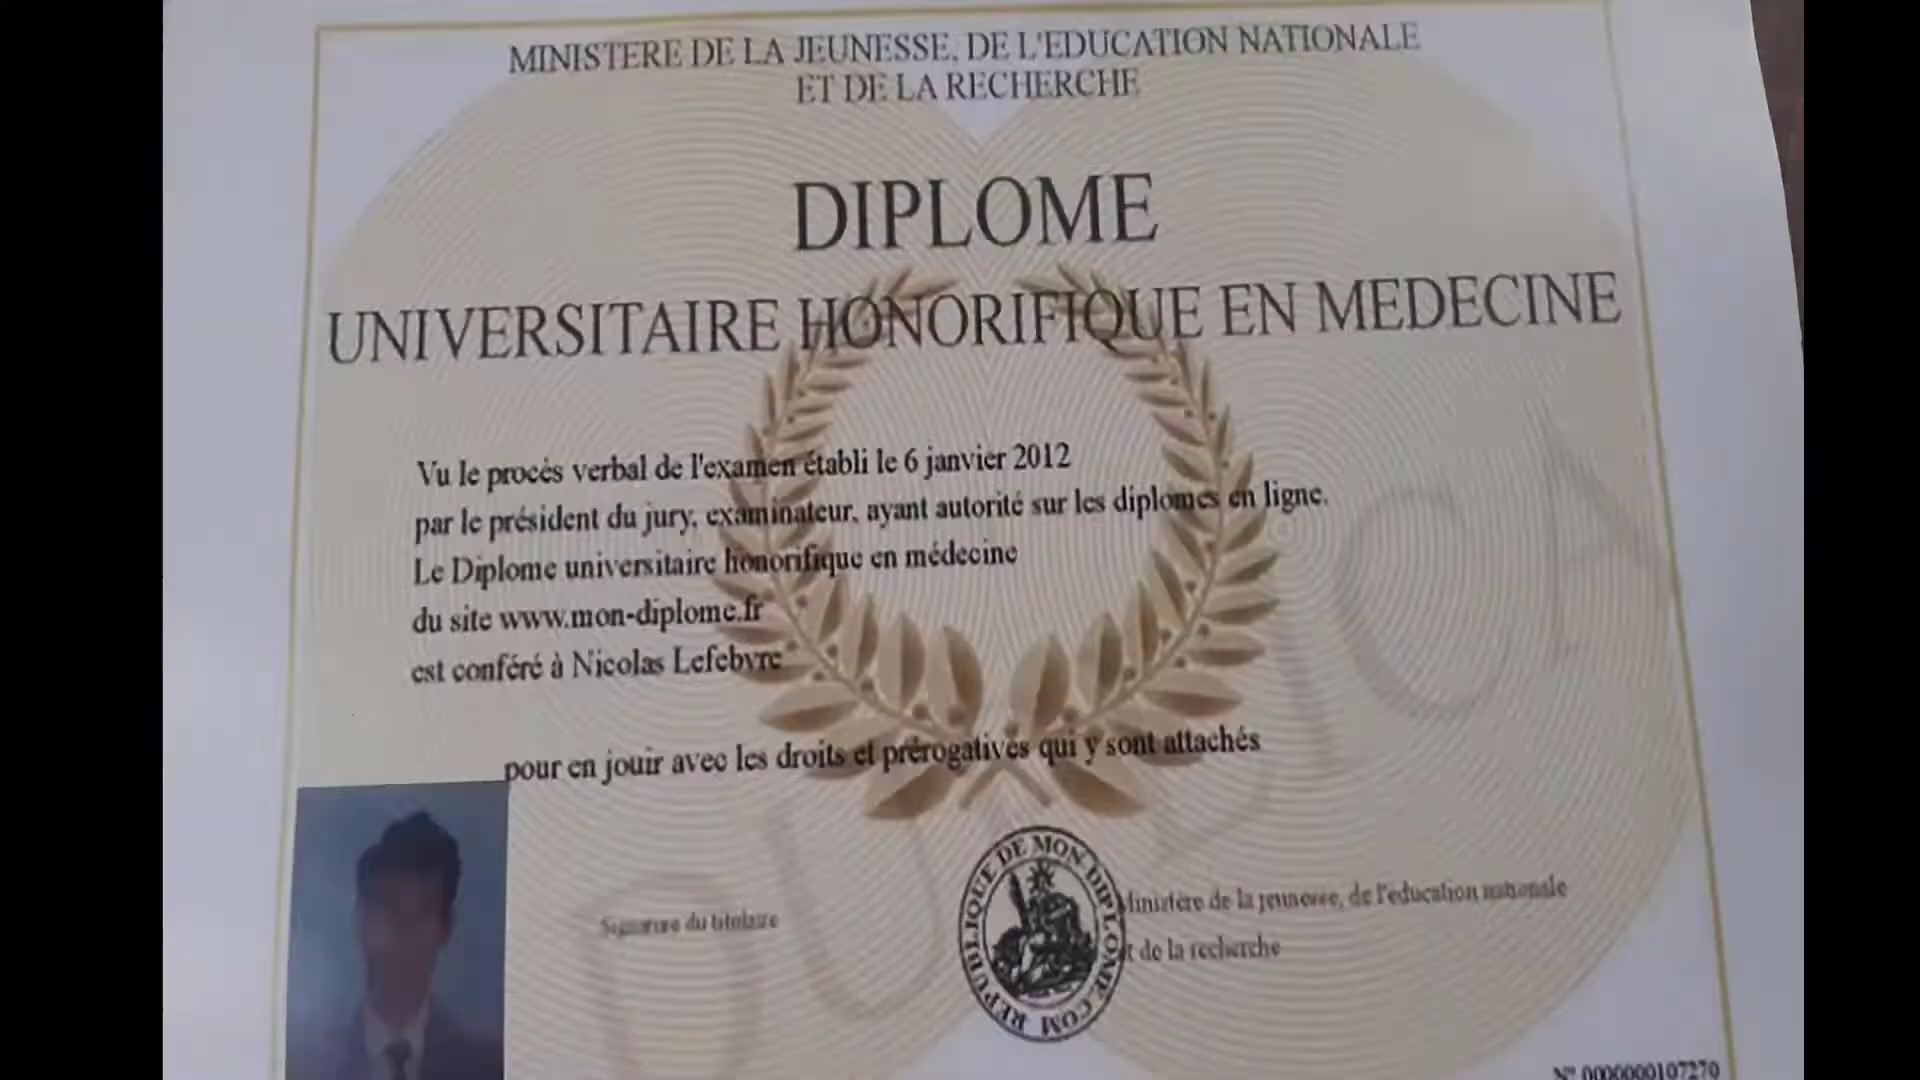 MINISTERE DE LA JEUNESSE, DE L'EDUCATION NATIONALE
ET DE LA RECHERCHE
DIPLOME
UNIVERSITAIRE HONORIFIQUE EN MEDECINE
Vu le procès verbal de l'examen établi le 6 janvier 2012
par le président du jury, examinateur, ayant autorité sur les diplomes en ligne.
Le Diplome universitaire honorifique en médecine
du site www.mon-diplome.fr
est conféré à Nicolas Lefebvre
pour en jouir avec les droits et prérogatives qui y sont attachés
Signature du titulaire
REPUBLIQUE DE MON-DIPLOME.COM
Ministère de la jeunesse, de l'education nationale
et de la recherche
N° 0000000107270